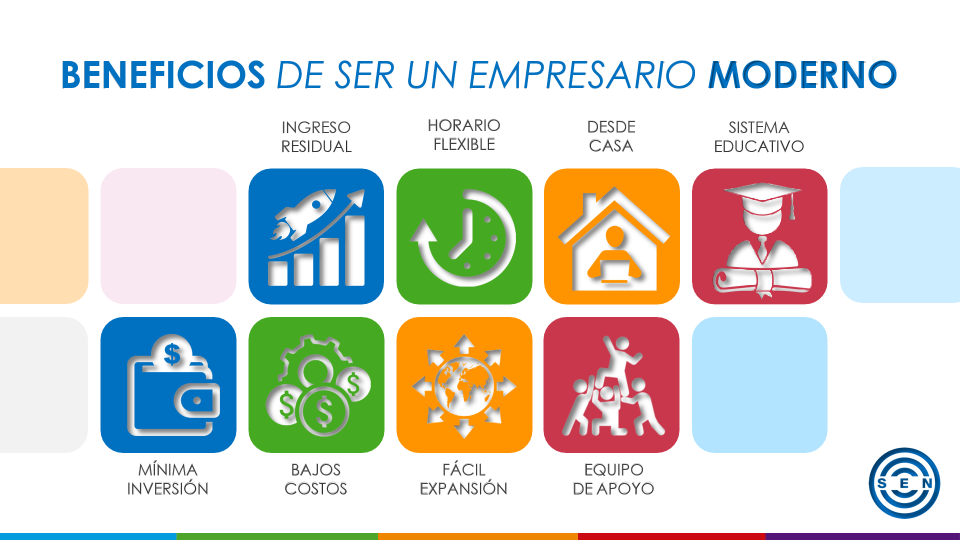 BENEFICIOS DE SER UN EMPRESARIO MODERNO
INGRESO
RESIDUAL
HORARIO
FLEXIBLE
DESDE
CASA
SISTEMA
EDUCATIVO
$
$
$
$
MÍNIMA
INVERSIÓN
BAJOS
COSTOS
FÁCIL
EXPANSIÓN
EQUIPO
DE APOYO
SEN